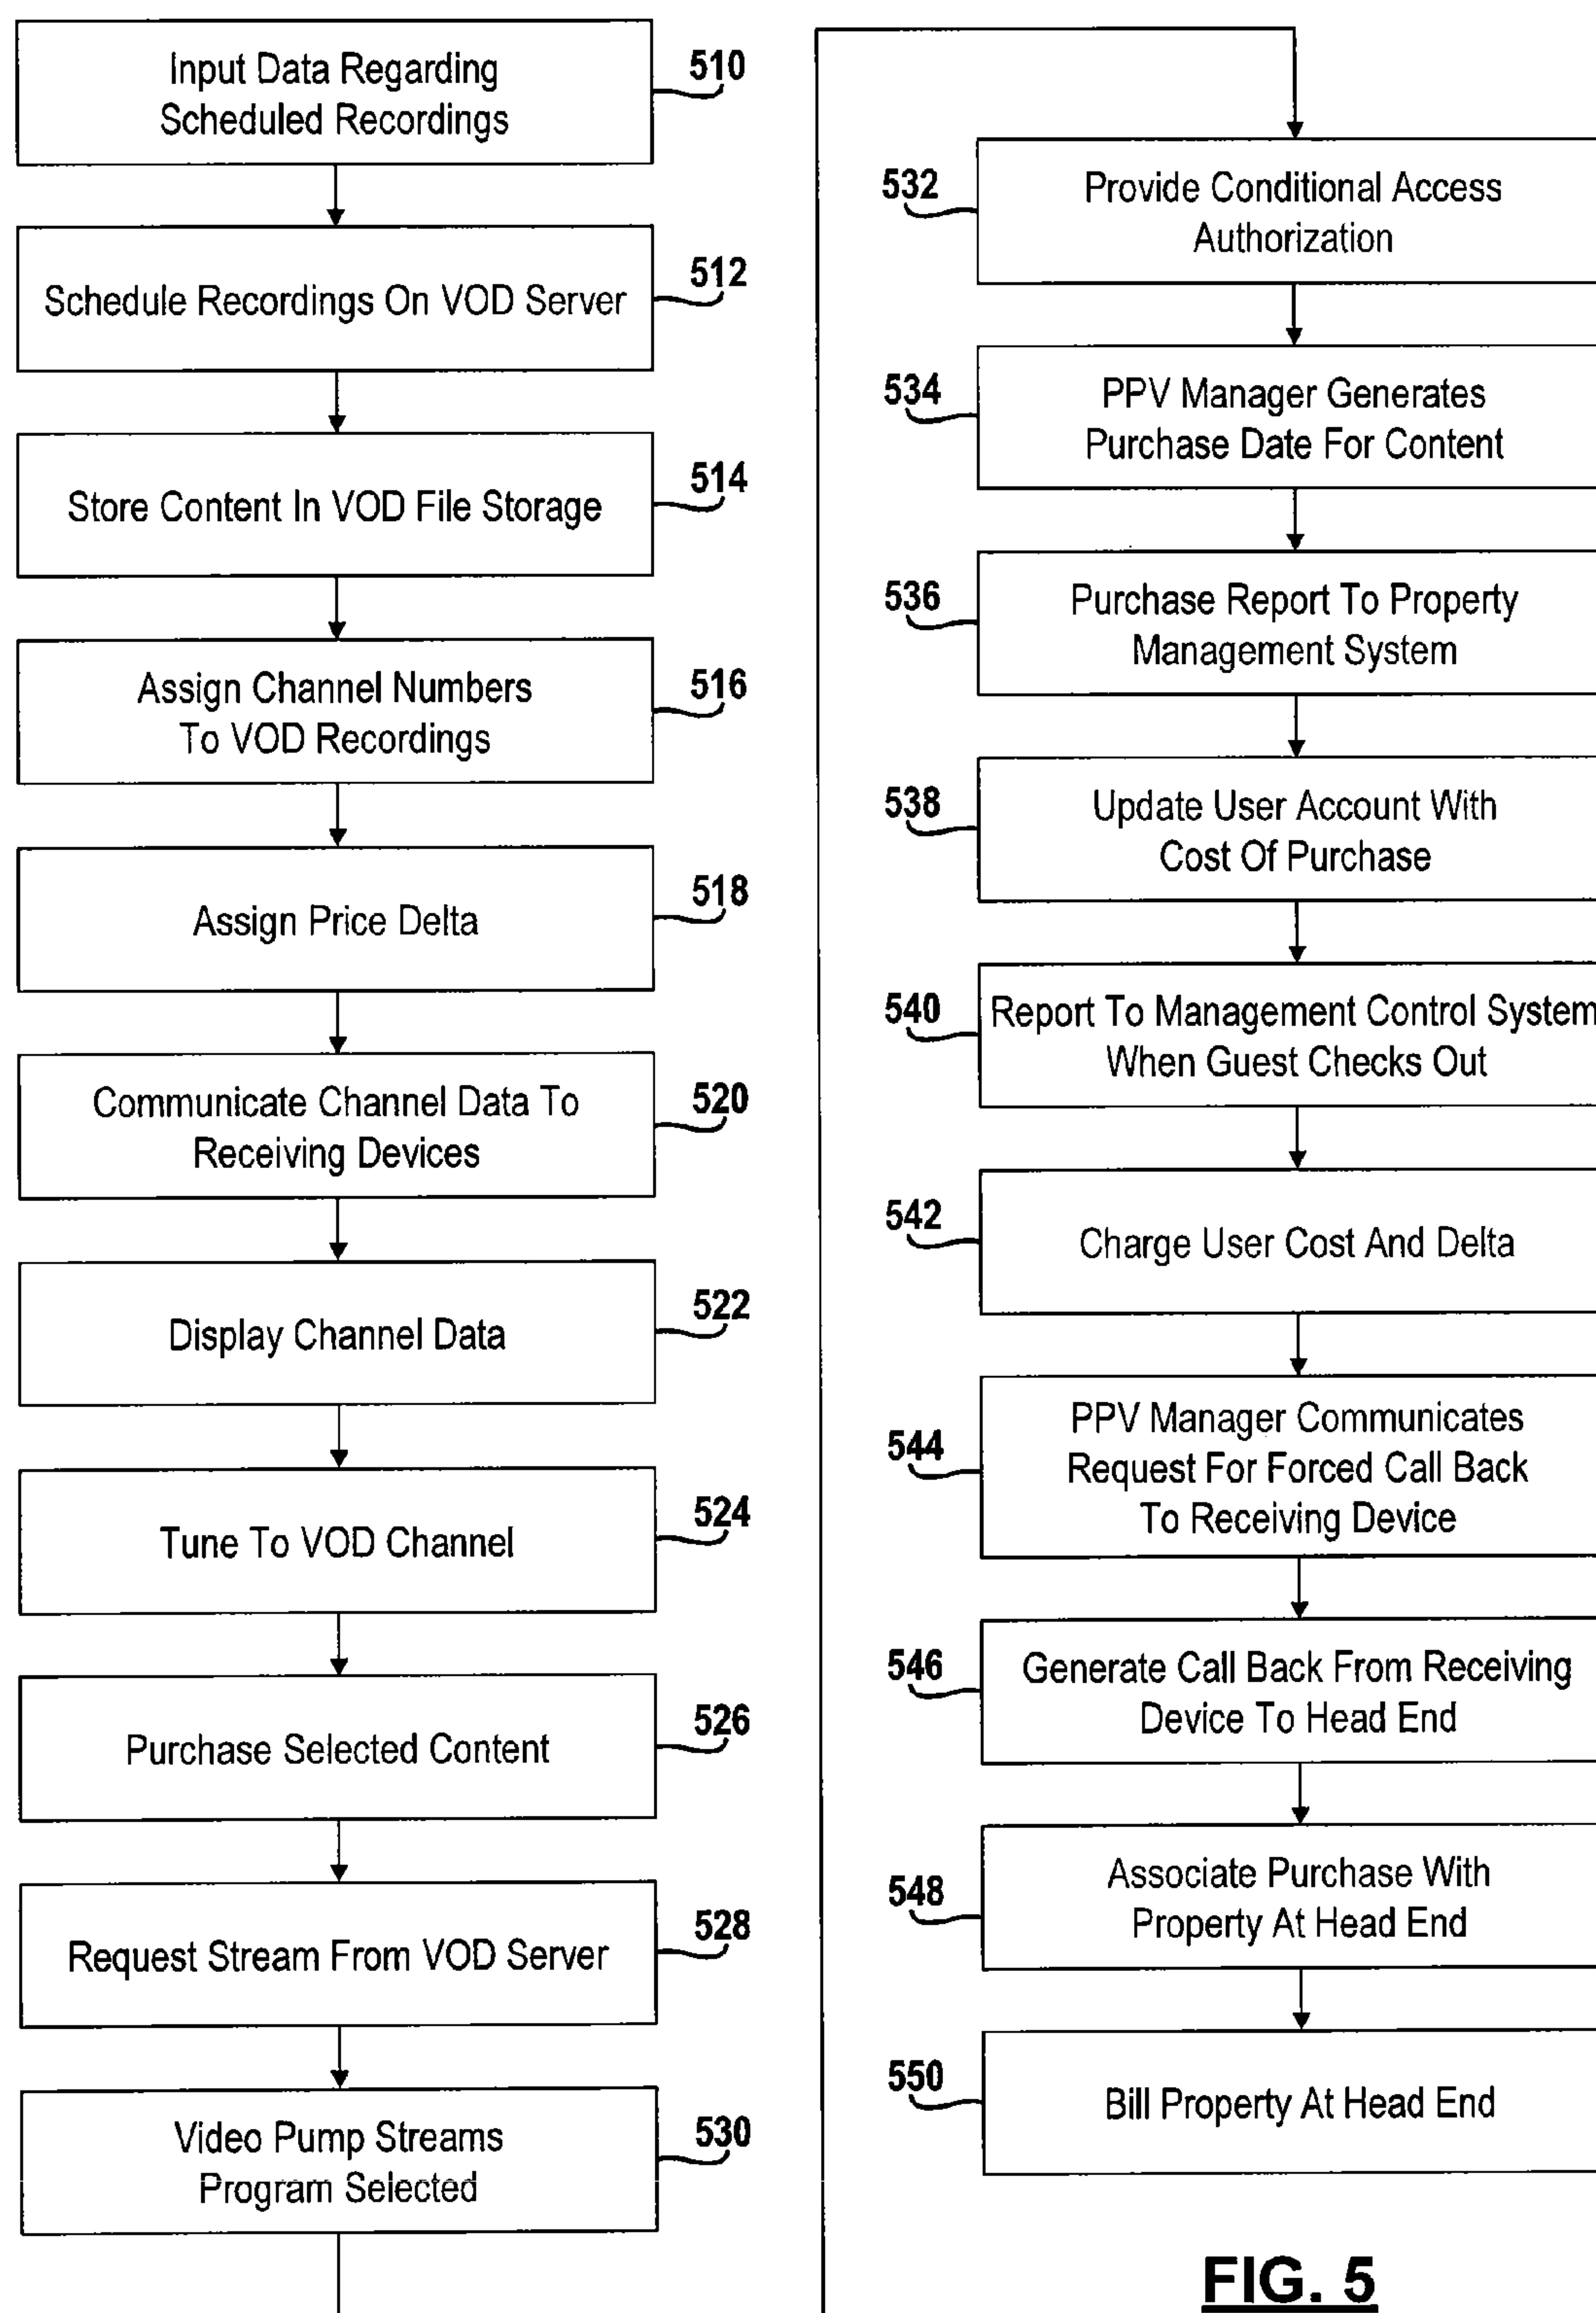 Input Data Regarding
Scheduled Recordings
510
Schedule Recordings On VOD Server
512
Store Content In VOD File Storage
514
Assign Channel Numbers
To VOD Recordings
516
Assign Price Delta
518
Communicate Channel Data To
Receiving Devices
520
Display Channel Data
522
Tune To VOD Channel
524
Purchase Selected Content
526
Request Stream From VOD Server
528
Video Pump Streams
Program Selected
530
532
Provide Conditional Access
Authorization
534
PPV Manager Generates
Purchase Date For Content
536
Purchase Report To Property
Management System
538
Update User Account With
Cost Of Purchase
540
Report To Management Control System
When Guest Checks Out
542
Charge User Cost And Delta
544
PPV Manager Communicates
Request For Forced Call Back
To Receiving Device
546
Generate Call Back From Receiving
Device To Head End
548
Associate Purchase With
Property At Head End
550
Bill Property At Head End
FIG. 5